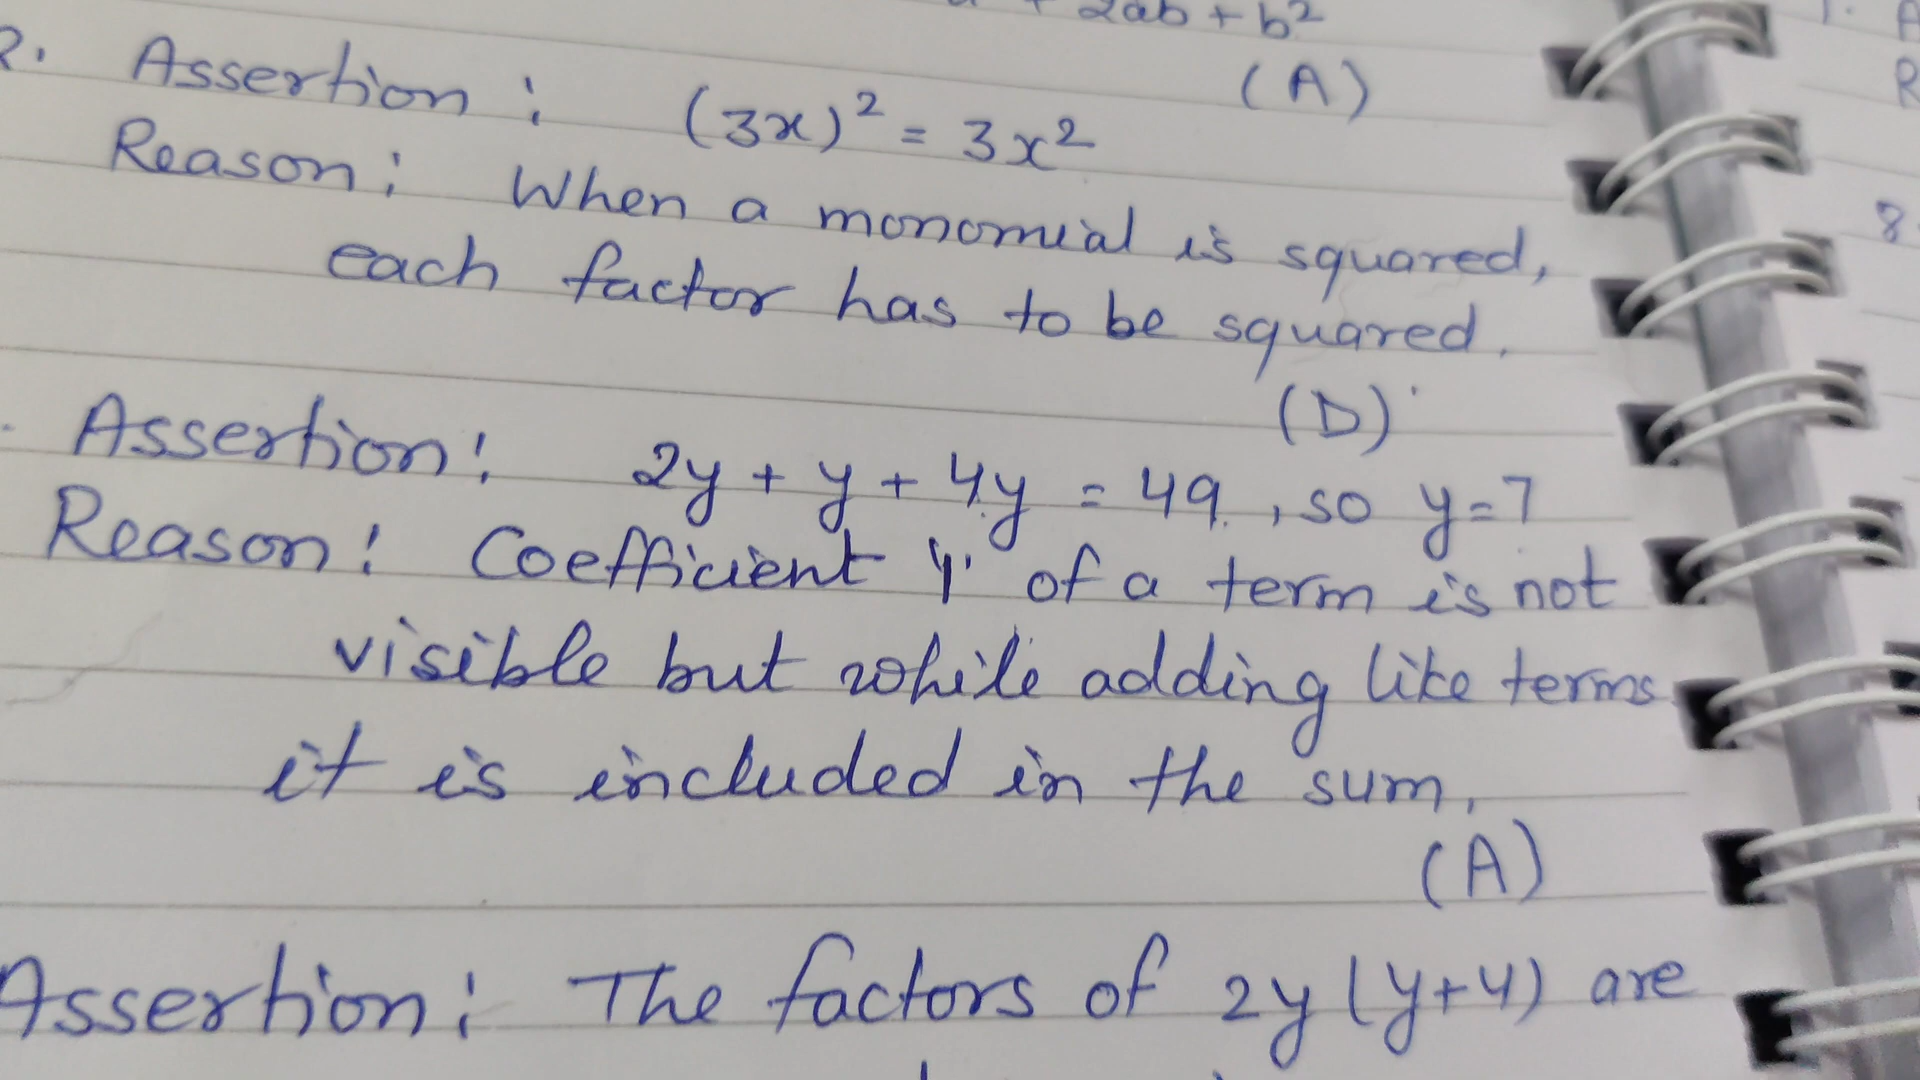 + 2ab + b²
(A)
2. Assertion : (3x)² = 3x²
Reason : When a monomial is squared,
each factor has to be squared.
(D)
Assertion : 2y + y + 4y = 49, so y = 7
Reason : Coefficient '1' of a term is not
visible but while adding like terms
it is included in the sum.
(A)
Assertion : The factors of 2y (y+4) are
8.